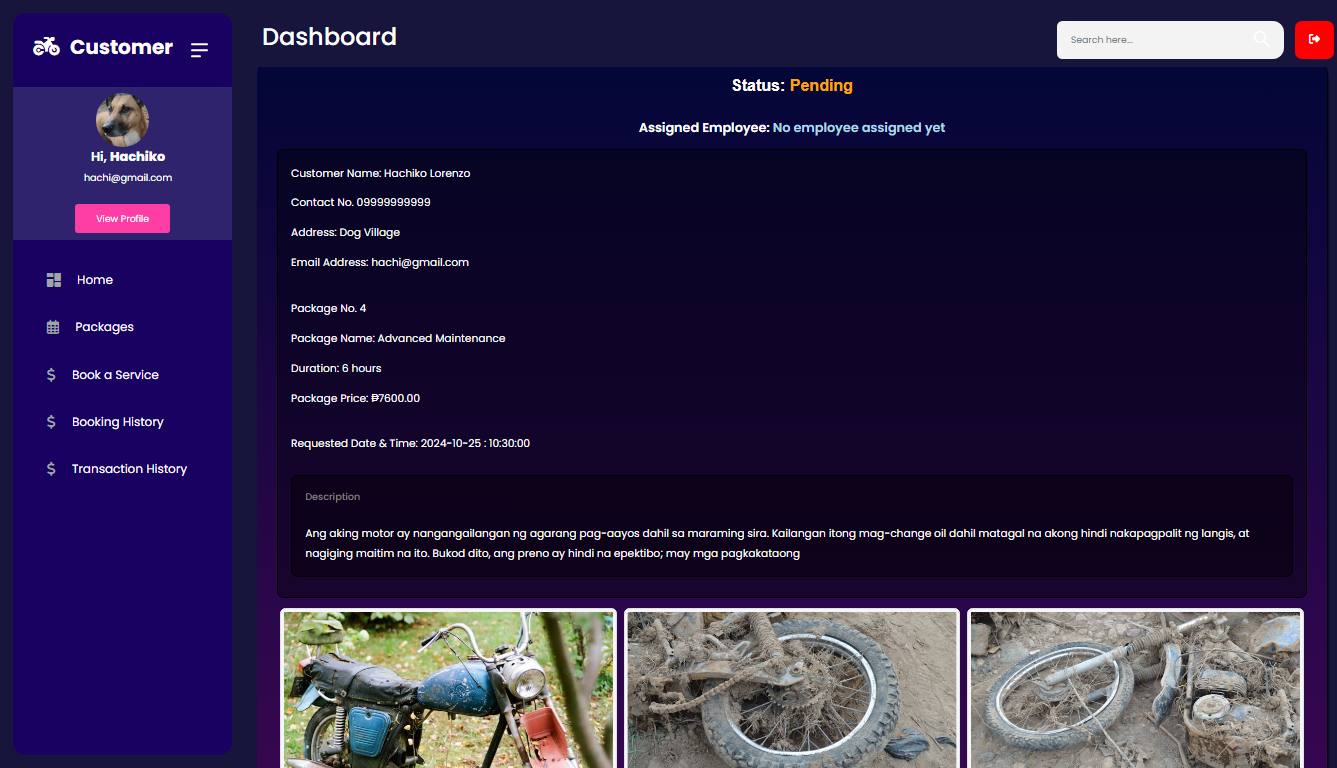 Customer
Hi, Hachiko
hachi@gmail.com
View Profile
Home
Packages
Book a Service
Booking History
Transaction History
Dashboard
Search here...
Status: Pending
Assigned Employee: No employee assigned yet
Customer Name: Hachiko Lorenzo
Contact No. 09999999999
Address: Dog Village
Email Address: hachi@gmail.com
Package No. 4
Package Name: Advanced Maintenance
Duration: 6 hours
Package Price: ₱7600.00
Requested Date & Time: 2024-10-25 : 10:30:00
Description
Ang aking motor ay nangangailangan ng agarang pag-aayos dahil sa maraming sira. Kailangan itong mag-change oil dahil matagal na akong hindi nakapagpalit ng langis, at
nagiging maitim na ito. Bukod dito, ang preno ay hindi na epektibo; may mga pagkakataong